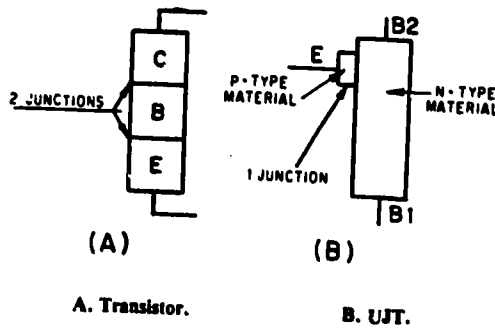 C
2 JUNCTIONS
B
E
(A)
A. Transistor.
B2
E
P-TYPE
MATERIAL
N-TYPE
MATERIAL
1 JUNCTION
B1
(B)
B. UJT.